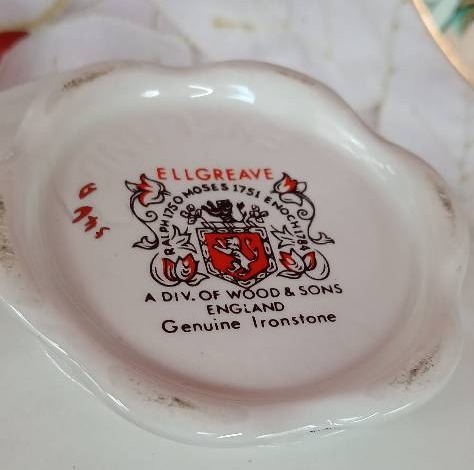 ELLGREAVE
RALPH 1750 MOSES 1751 ENOCH 1784
A DIV. OF WOOD & SONS
ENGLAND
Genuine Ironstone